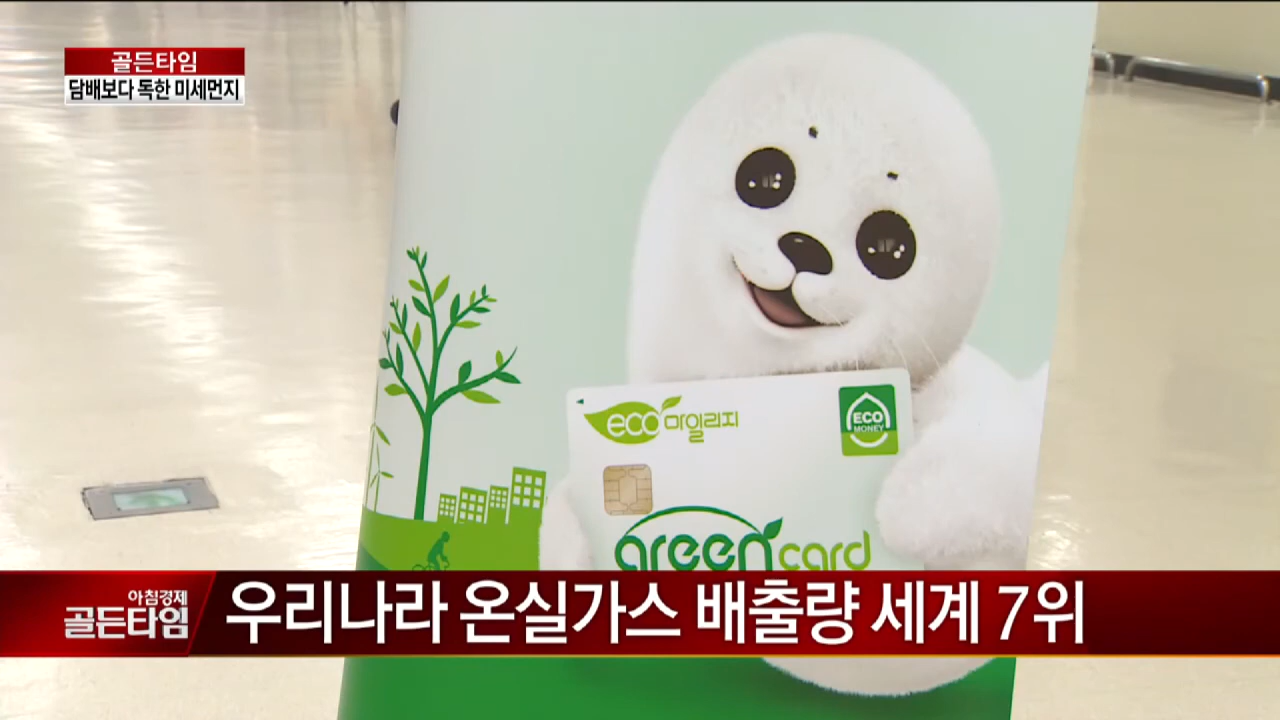 골든타임
담배보다 독한 미세먼지
eco 마일리지
ECO
MONEY
green card
아침경제
골든타임
우리나라 온실가스 배출량 세계 7위